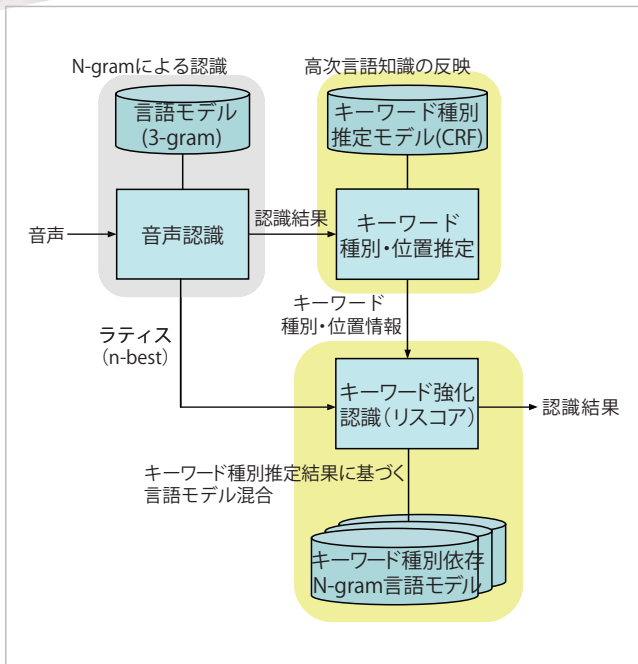 N-gramによる認識
高次言語知識の反映
言語モデル
(3-gram)
キーワード種別
推定モデル(CRF)
音声
音声認識
認識結果
キーワード
種別・位置推定
キーワード
種別・位置情報
ラティス
(n-best)
キーワード強化
認識(リスコア)
認識結果
キーワード種別推定結果に基づく
言語モデル混合
キーワード種別依存
N-gram言語モデル